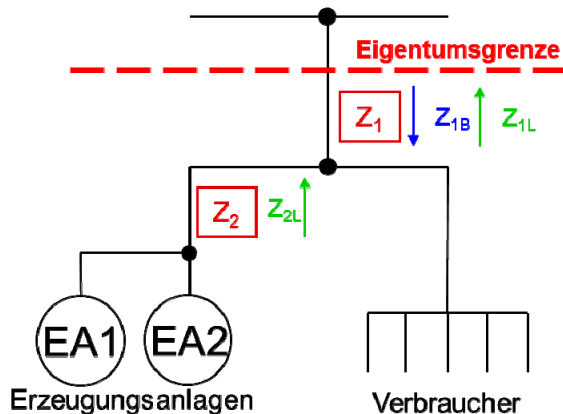 Eigentumsgrenze
Z1 Z1B Z1L
Z2 Z2L
EA1 EA2
Erzeugungsanlagen Verbraucher